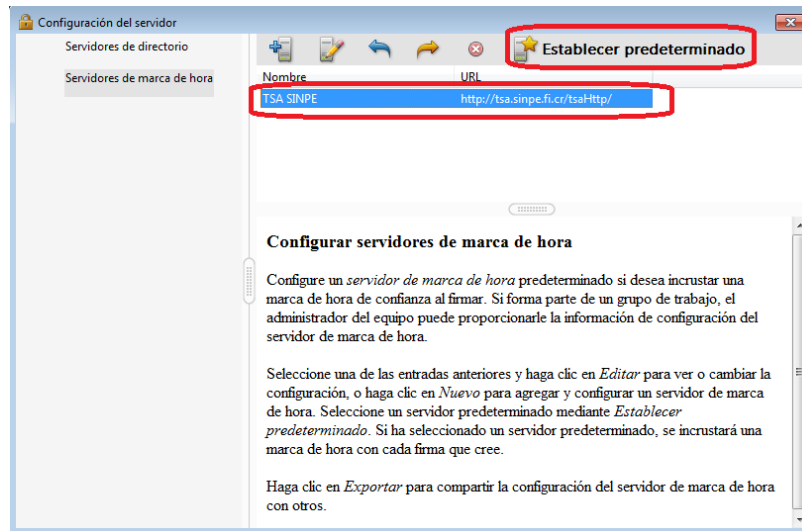 Configuración del servidor
Servidores de directorio
Servidores de marca de hora
Establecer predeterminado
Nombre URL
TSA SINPE http://tsa.sinpe.fi.cr/tsaHttp/
Configurar servidores de marca de hora
Configure un servidor de marca de hora predeterminado si desea incrustar una
marca de hora de confianza al firmar. Si forma parte de un grupo de trabajo, el
administrador del equipo puede proporcionarle la información de configuración del
servidor de marca de hora.
Seleccione una de las entradas anteriores y haga clic en Editar para ver o cambiar la
configuración, o haga clic en Nuevo para agregar y configurar un servidor de marca
de hora. Seleccione un servidor predeterminado mediante Establecer
predeterminado. Si ha seleccionado un servidor predeterminado, se incrustará una
marca de hora con cada firma que cree.
Haga clic en Exportar para compartir la configuración del servidor de marca de hora
con otros.